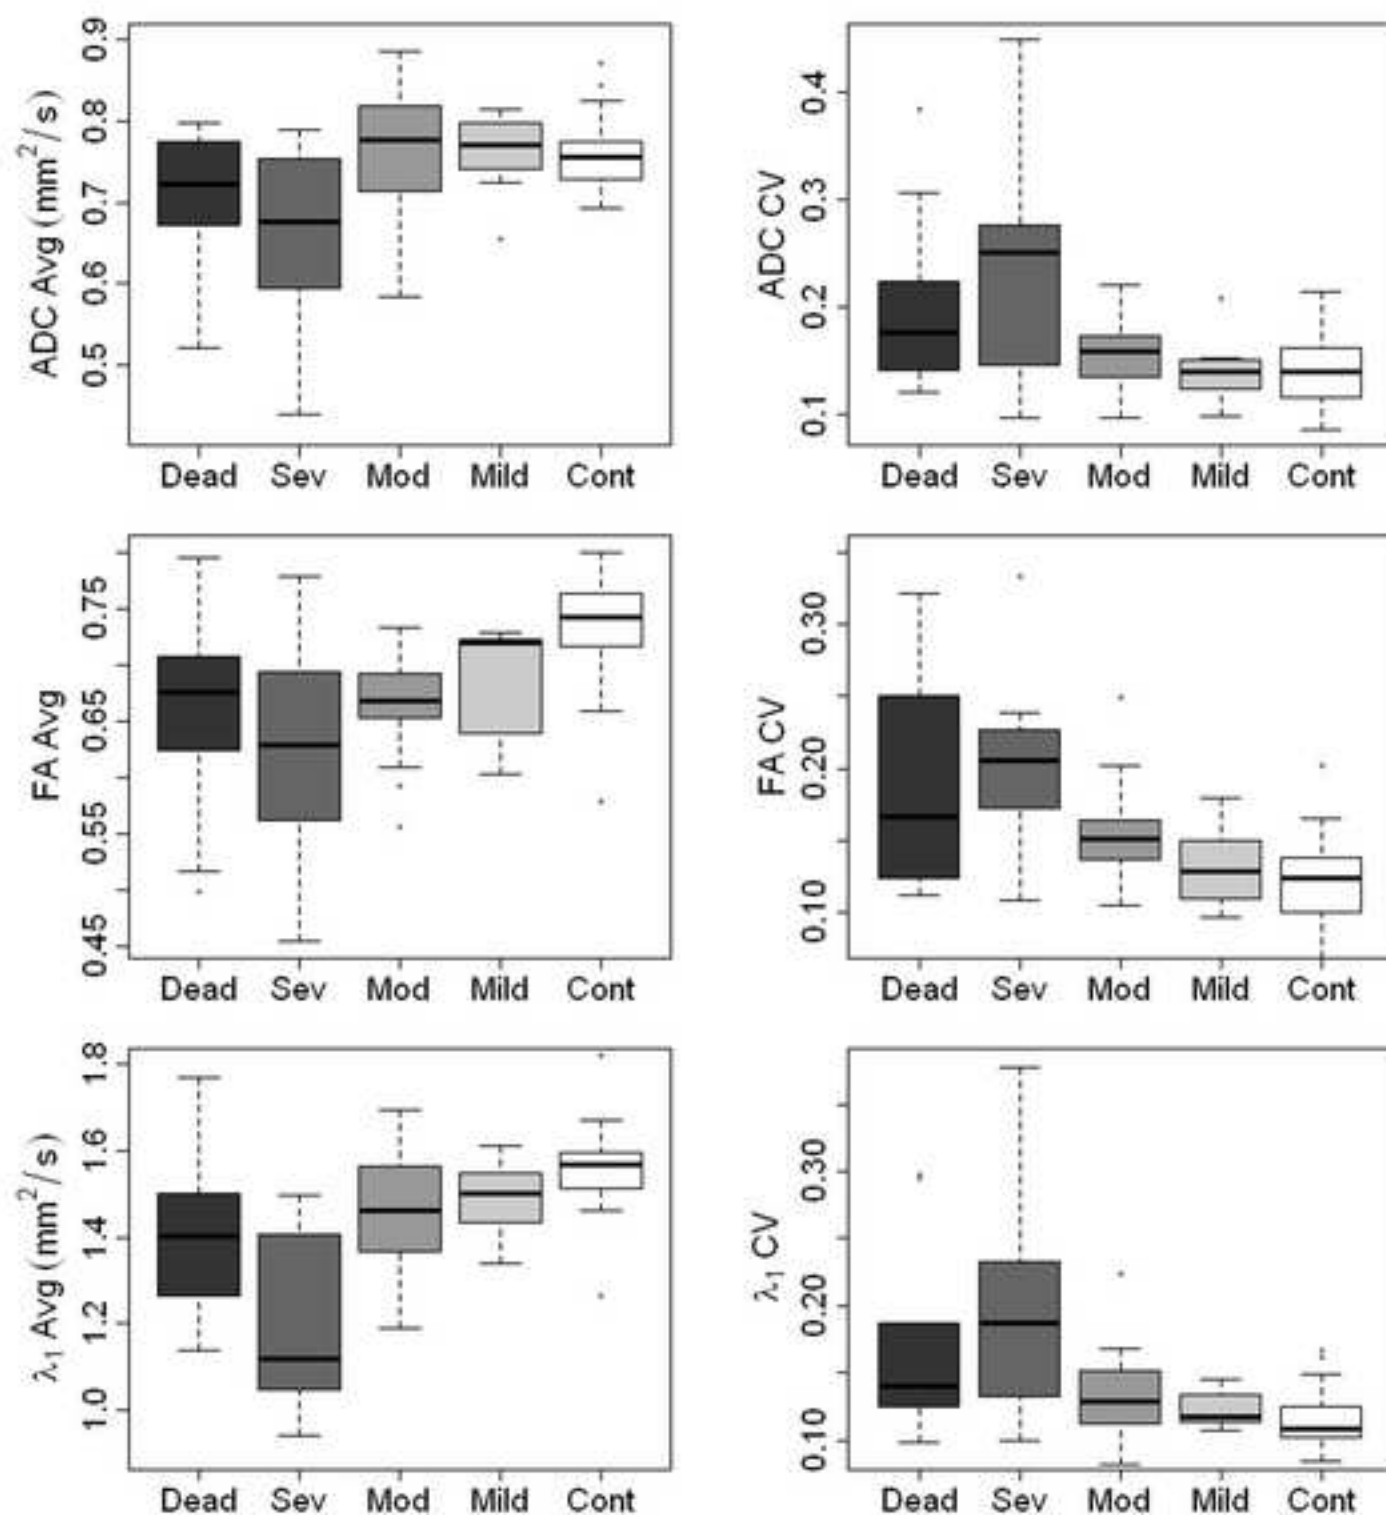 ADC Avg (mm²/s)
0.9
0.8
0.7
0.6
0.5
Dead Sev Mod Mild Cont
ADC CV
0.4
0.3
0.2
0.1
Dead Sev Mod Mild Cont
FA Avg
0.75
0.65
0.55
0.45
Dead Sev Mod Mild Cont
FA CV
0.30
0.20
0.10
Dead Sev Mod Mild Cont
λ₁ Avg (mm²/s)
1.8
1.6
1.4
1.2
1.0
Dead Sev Mod Mild Cont
λ₁ CV
0.30
0.20
0.10
Dead Sev Mod Mild Cont